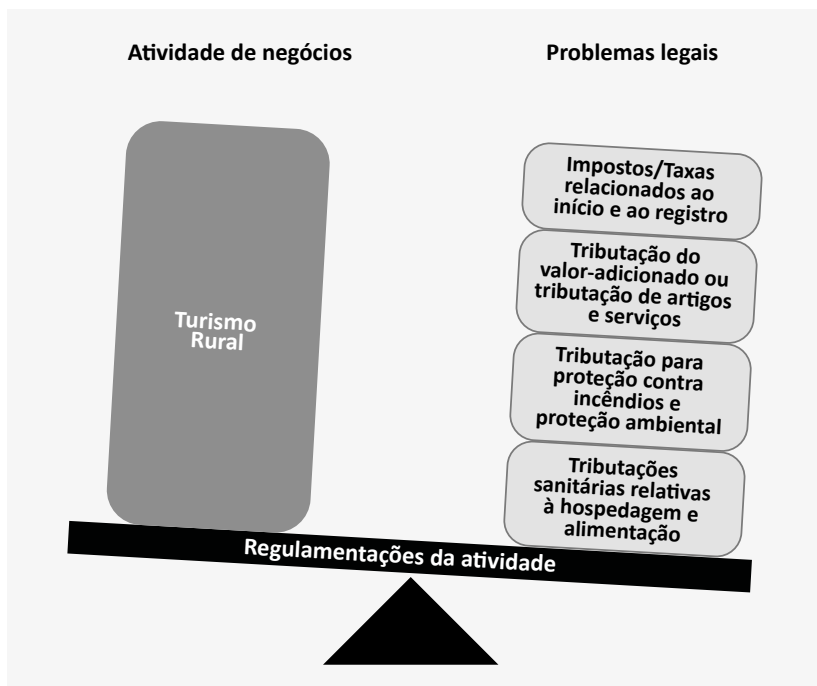 Atividade de negócios
Problemas legais
Turismo
Rural
Impostos/Taxas
relacionados ao
início e ao registro
Tributação do
valor-adicionado ou
tributação de artigos
e serviços
Tributação para
proteção contra
incêndios e
proteção ambiental
Tributações
sanitárias relativas
à hospedagem e
alimentação
Regulamentações da atividade